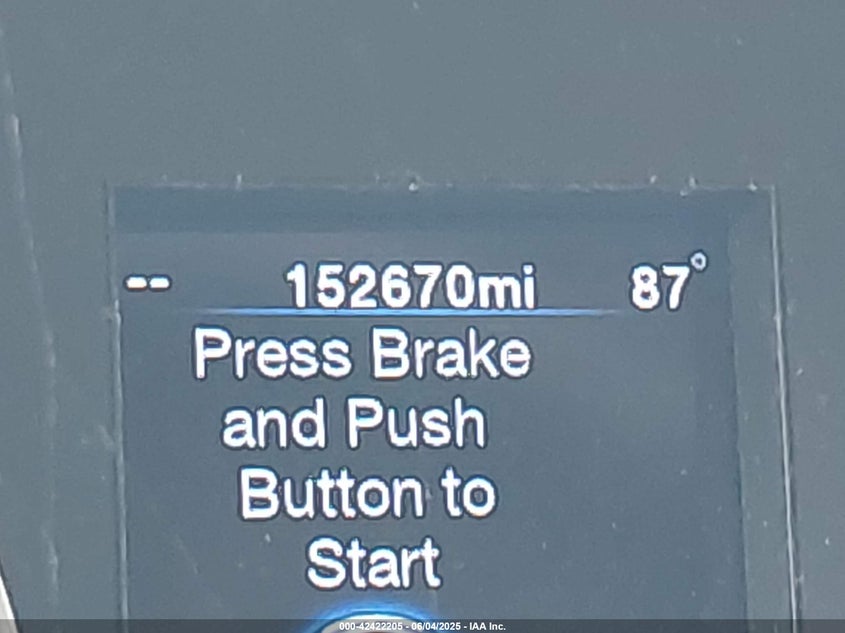 -- 152670mi 87°
Press Brake
and Push
Button to
Start
000-42422205 - 06/04/2025 - IAA Inc.